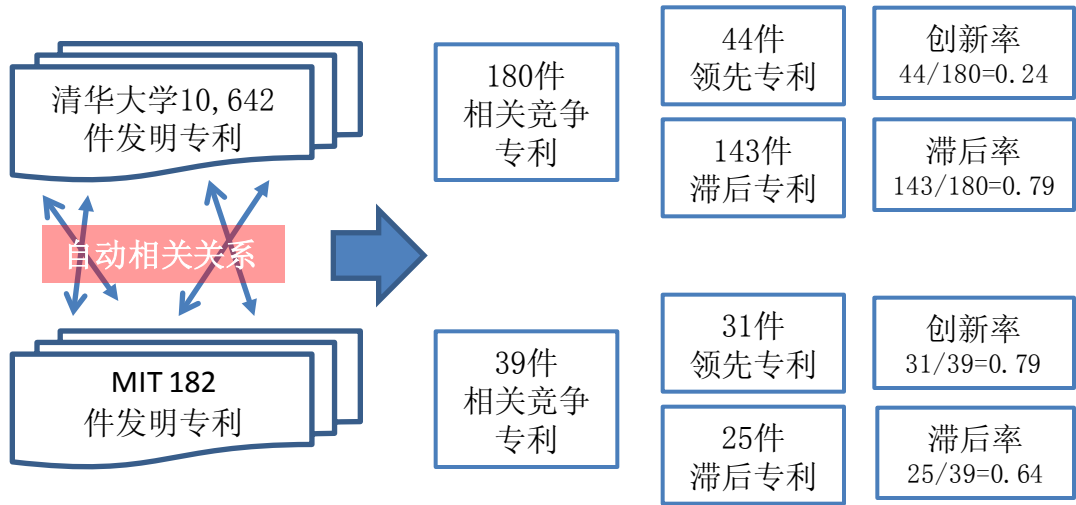 清华大学10,642
件发明专利
自动相关关系
MIT 182
件发明专利
180件
相关竞争
专利
44件
领先专利
创新率
44/180=0.24
143件
滞后专利
滞后率
143/180=0.79
39件
相关竞争
专利
31件
领先专利
创新率
31/39=0.79
25件
滞后专利
滞后率
25/39=0.64